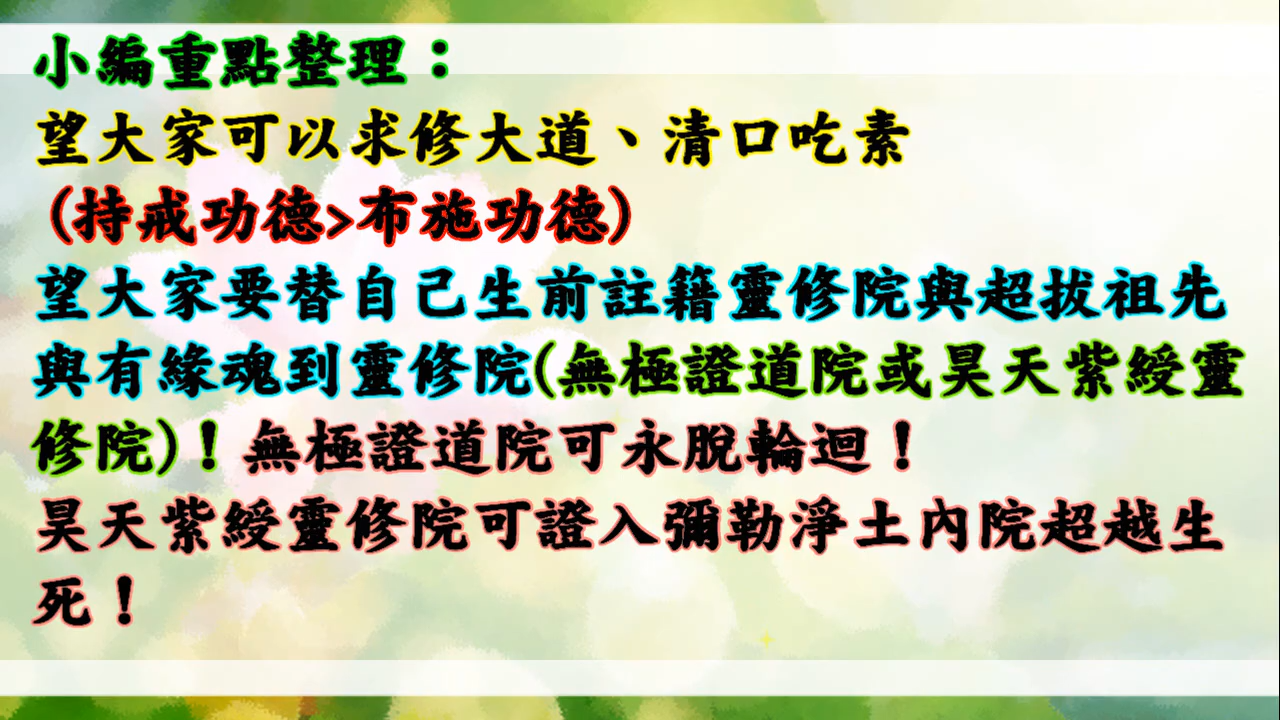 小編重點整理：
望大家可以求修大道、清口吃素
(持戒功德>布施功德)
望大家要替自己生前註籍靈修院與超拔祖先
與有緣魂到靈修院(無極證道院或昊天紫綬靈
修院)！無極證道院可永脫輪迴！
昊天紫綬靈修院可證入彌勒淨土內院超越生
死！